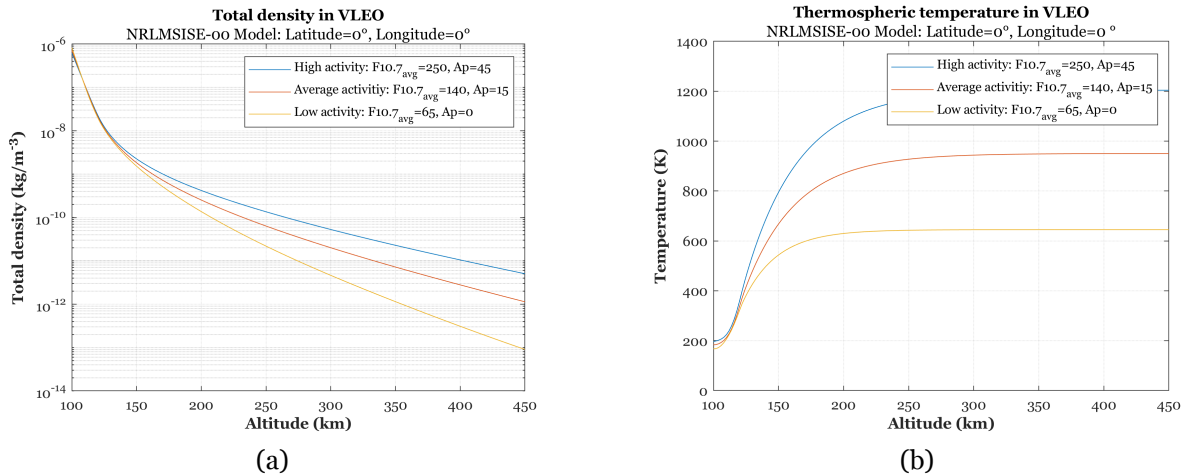 Total density in VLEO
NRLMSISE-00 Model: Latitude=0°, Longitude=0°
High activity: F10.7avg=250, Ap=45
Average activitiy: F10.7avg=140, Ap=15
Low activity: F10.7avg=65, Ap=0
10-6
10-8
10-10
10-12
10-14
Total density (kg/m-3)
100 150 200 250 300 350 400 450
Altitude (km)
(a)
Thermospheric temperature in VLEO
NRLMSISE-00 Model: Latitude=0°, Longitude=0 °
High activity: F10.7avg=250, Ap=45
Average activity: F10.7avg=140, Ap=15
Low activity: F10.7avg=65, Ap=0
1400
1200
1000
800
600
400
200
0
Temperature (K)
100 150 200 250 300 350 400 450
Altitude (km)
(b)